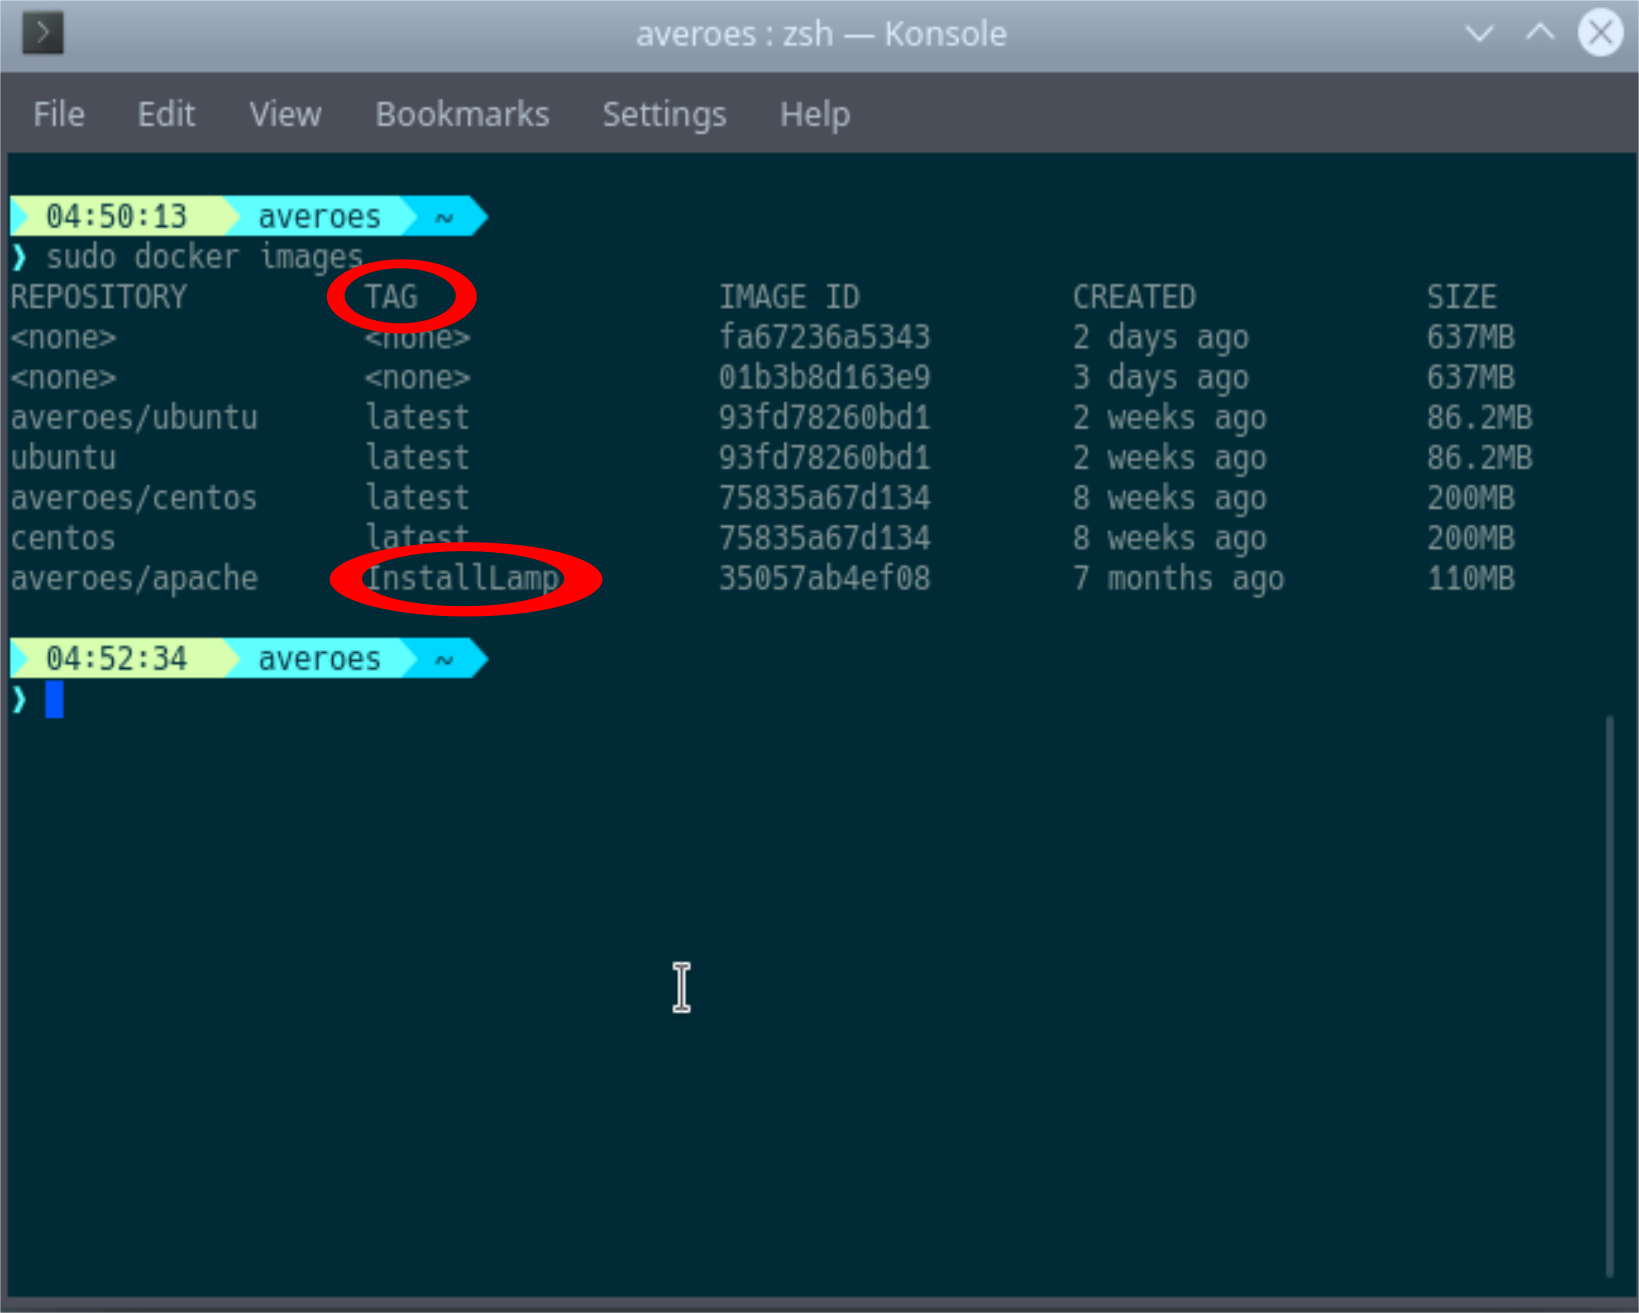 averoes : zsh — Konsole
File Edit View Bookmarks Settings Help
04:50:13 averoes ~
❯ sudo docker images
REPOSITORY TAG IMAGE ID CREATED SIZE
<none> <none> fa67236a5343 2 days ago 637MB
<none> <none> 01b3b8d163e9 3 days ago 637MB
averoes/ubuntu latest 93fd78260bd1 2 weeks ago 86.2MB
ubuntu latest 93fd78260bd1 2 weeks ago 86.2MB
averoes/centos latest 75835a67d134 8 weeks ago 200MB
centos latest 75835a67d134 8 weeks ago 200MB
averoes/apache InstallLamp 35057ab4ef08 7 months ago 110MB
04:52:34 averoes ~
❯